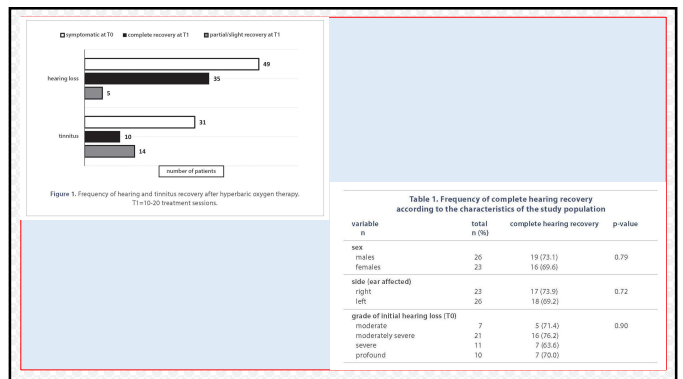 symptomatic at T0 complete recovery at T1 partial/slight recovery at T1
49
hearing loss 35
5
31
tinnitus 10
14
number of patients
Figure 1. Frequency of hearing and tinnitus recovery after hyperbaric oxygen therapy.
T1=10-20 treatment sessions.
Table 1. Frequency of complete hearing recovery
according to the characteristics of the study population
variable total complete hearing recovery p-value
n n (%)
sex
males 26 19 (73.1) 0.79
females 23 16 (69.6)
side (ear affected)
right 23 17 (73.9) 0.72
left 26 18 (69.2)
grade of initial hearing loss (T0)
moderate 7 5 (71.4) 0.90
moderately severe 21 16 (76.2)
severe 11 7 (63.6)
profound 10 7 (70.0)